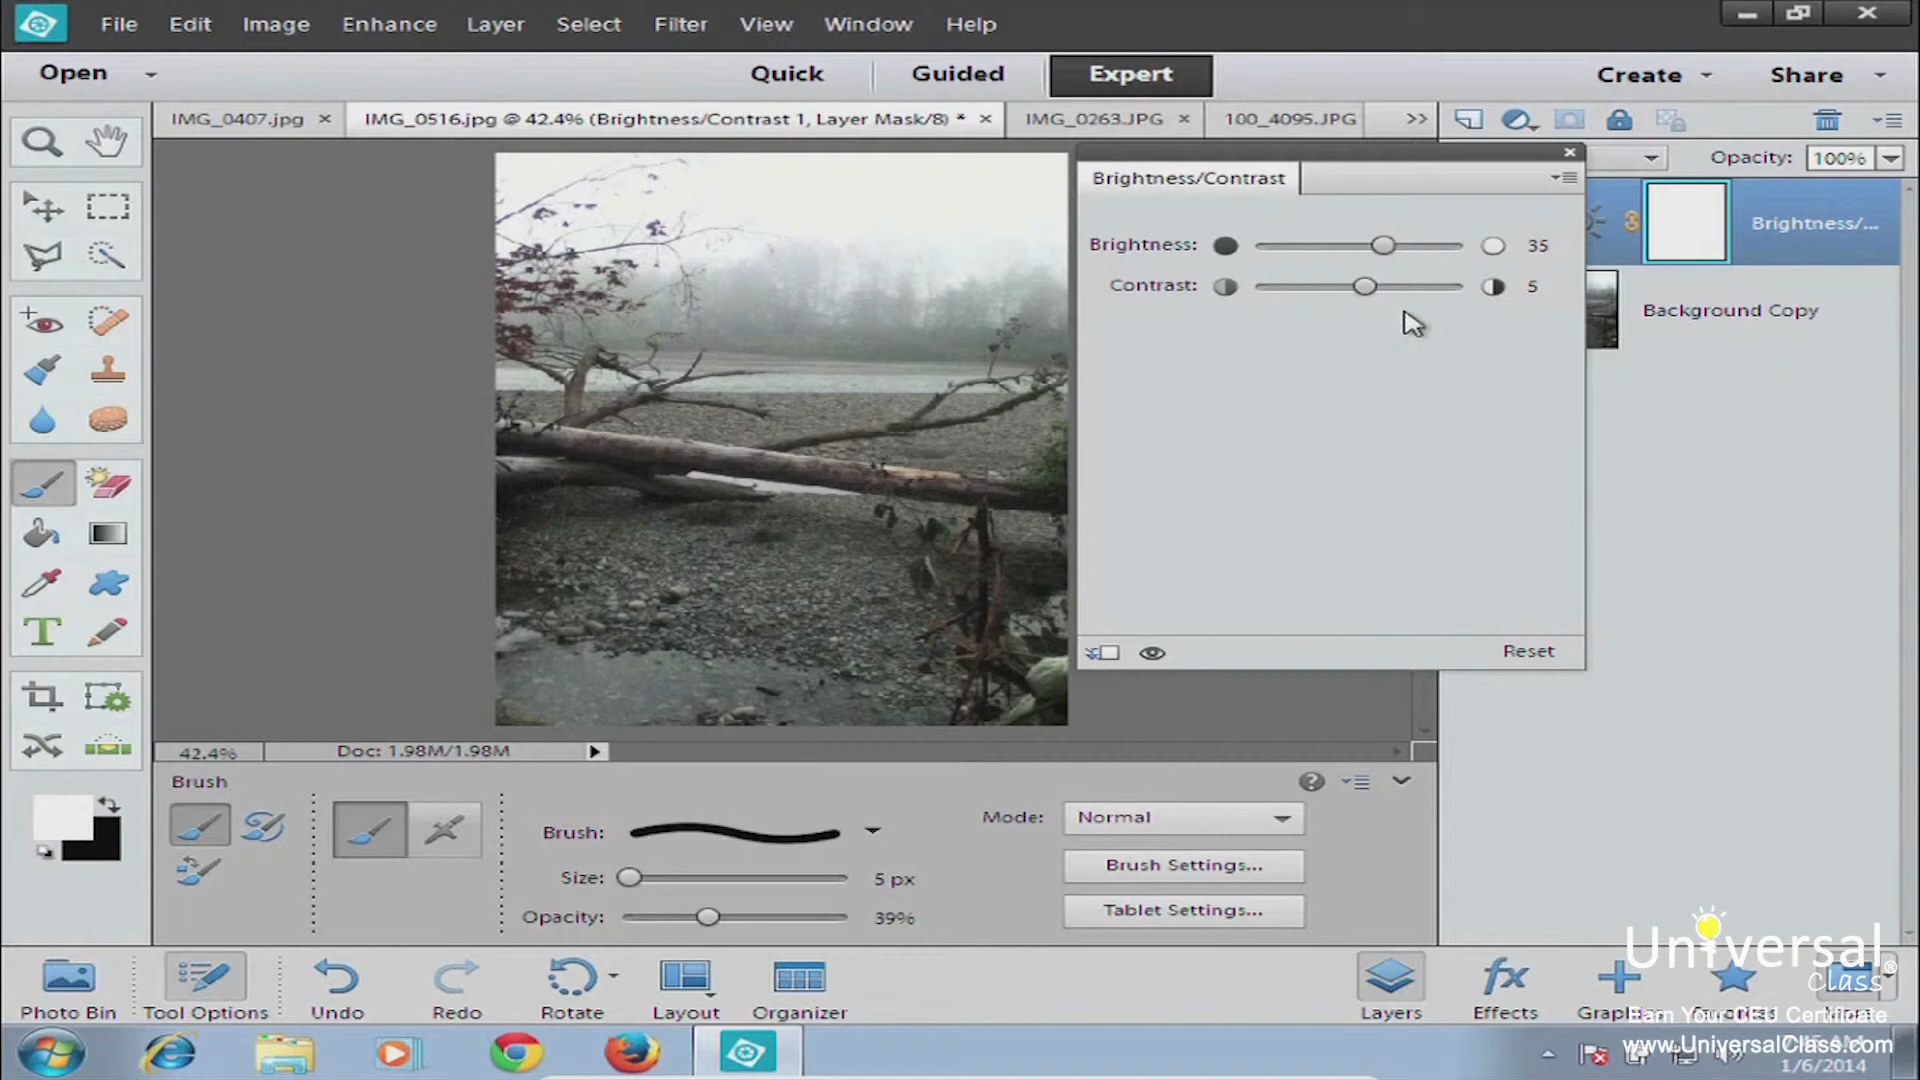 File Edit Image Enhance Layer Select Filter View Window Help
Open Quick Guided Expert Create Share
IMG_0407.jpg × IMG_0516.jpg @ 42.4% (Brightness/Contrast 1, Layer Mask/8) * × IMG_0263.JPG × 100_4095.JPG >>
Opacity: 100%
Brightness/Contrast
Brightness: 35
Contrast: 5
Brightness/...
Background Copy
Reset
42.4% Doc: 1.98M/1.98M
Brush
Brush:
Size: 5 px
Opacity: 39%
Mode: Normal
Brush Settings...
Tablet Settings...
Photo Bin Tool Options Undo Redo Rotate Layout Organizer Layers Effects
Universal
Class®
Earn Your CEU Certificate
www.UniversalClass.com
1/6/2014